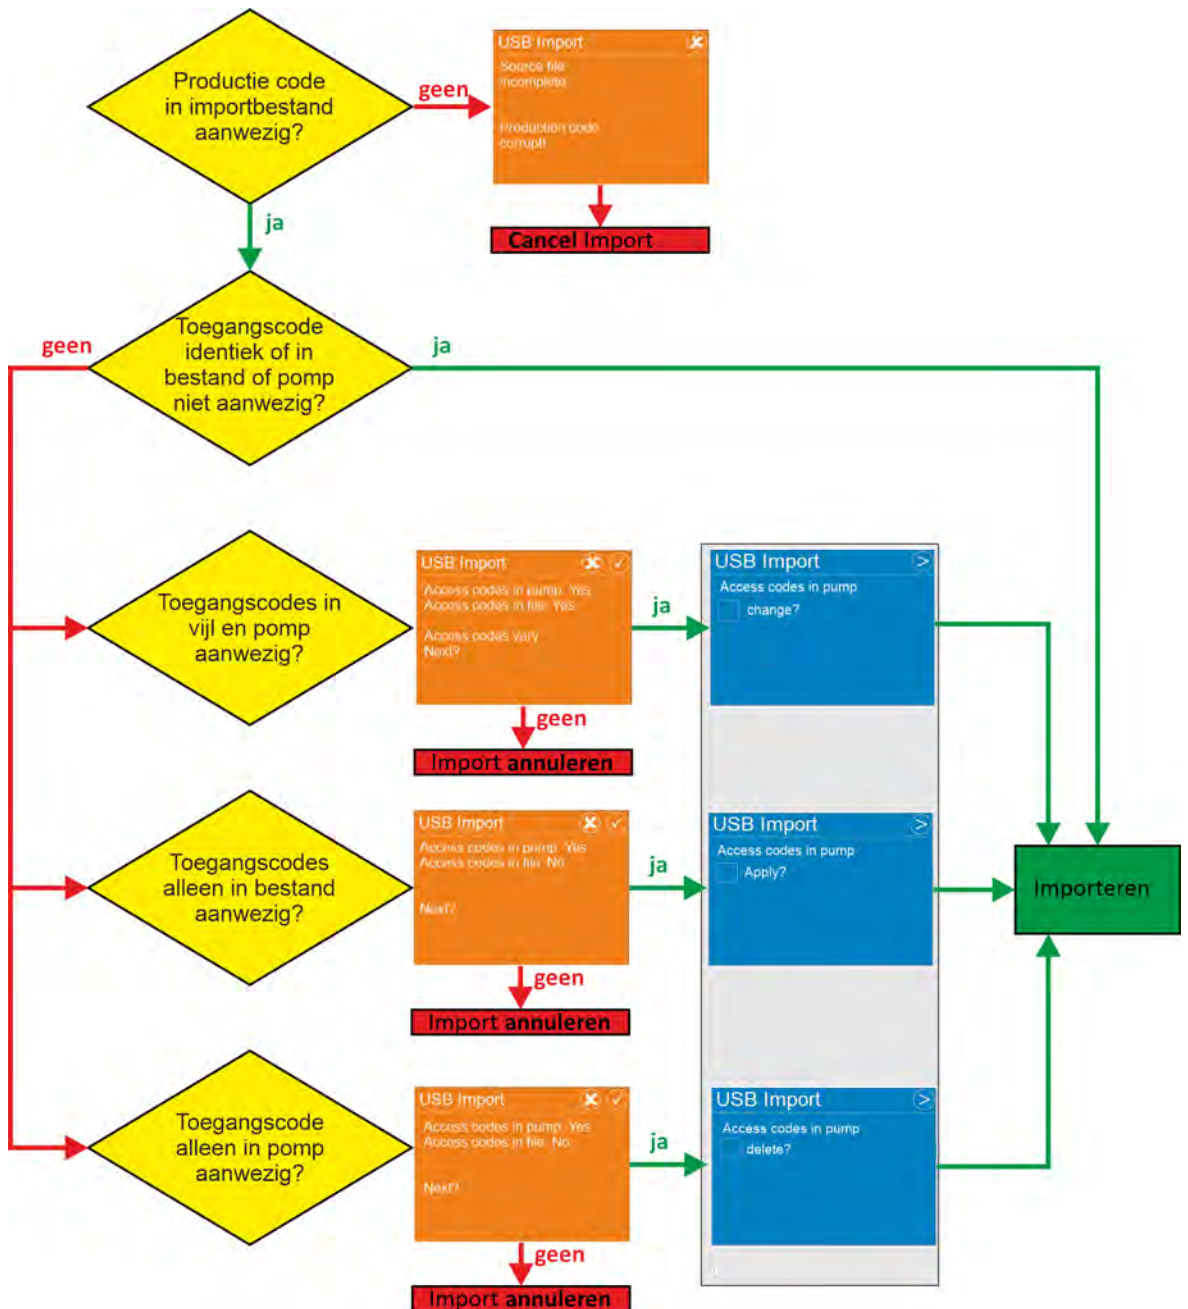 Productie code
in importbestand
aanwezig?
geen
USB Import
Source file
incomplete
Production code
corrupt!
Cancel Import
ja
Toegangscode
identiek of in
bestand of pomp
niet aanwezig?
geen
ja
Toegangscodes in
vijl en pomp
aanwezig?
USB Import
Access codes in pump: Yes
Access codes in file: Yes
Access codes vary
Next?
ja
USB Import
Access codes in pump
change?
geen
Import annuleren
Toegangscodes
alleen in bestand
aanwezig?
USB Import
Access codes in pump: Yes
Access codes in file: No
Next?
ja
USB Import
Access codes in pump
Apply?
Importeren
geen
Import annuleren
Toegangscode
alleen in pomp
aanwezig?
USB Import
Access codes in pump: Yes
Access codes in file: No
Next?
ja
USB Import
Access codes in pump
delete?
geen
Import annuleren